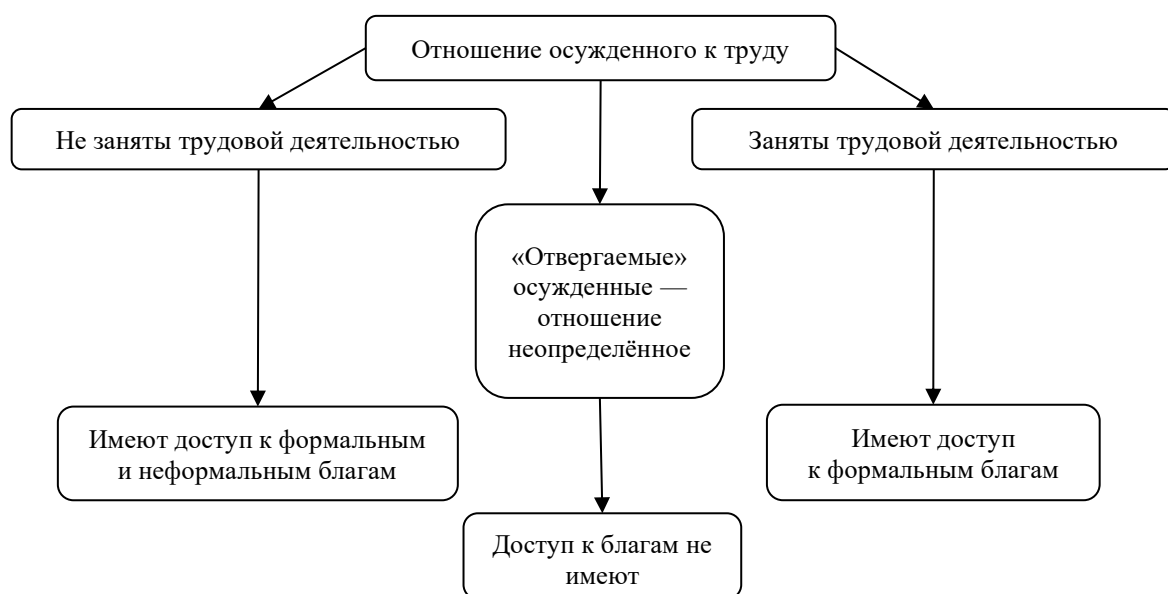 Отношение осужденного к труду
Не заняты трудовой деятельностью
Заняты трудовой деятельностью
«Отвергаемые»
осужденные —
отношение
неопределённое
Имеют доступ к формальным
и неформальным благам
Имеют доступ
к формальным благам
Доступ к благам не
имеют